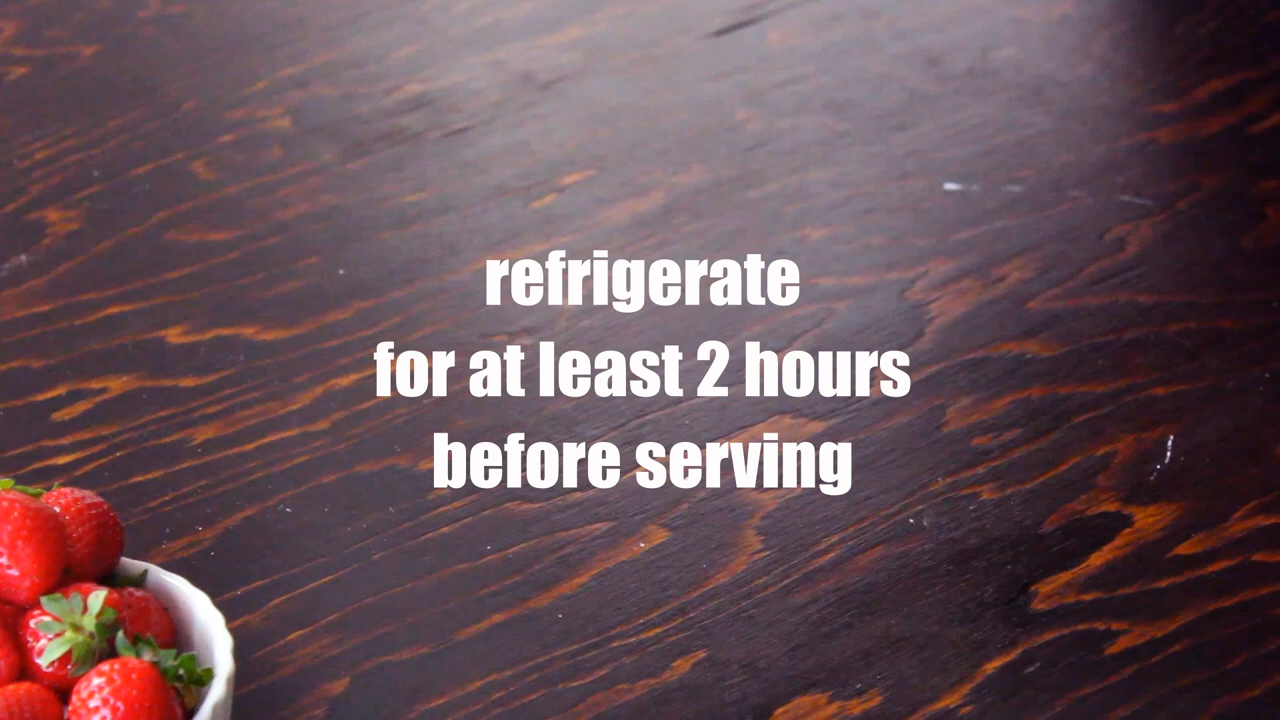 refrigerate
for at least 2 hours
before serving